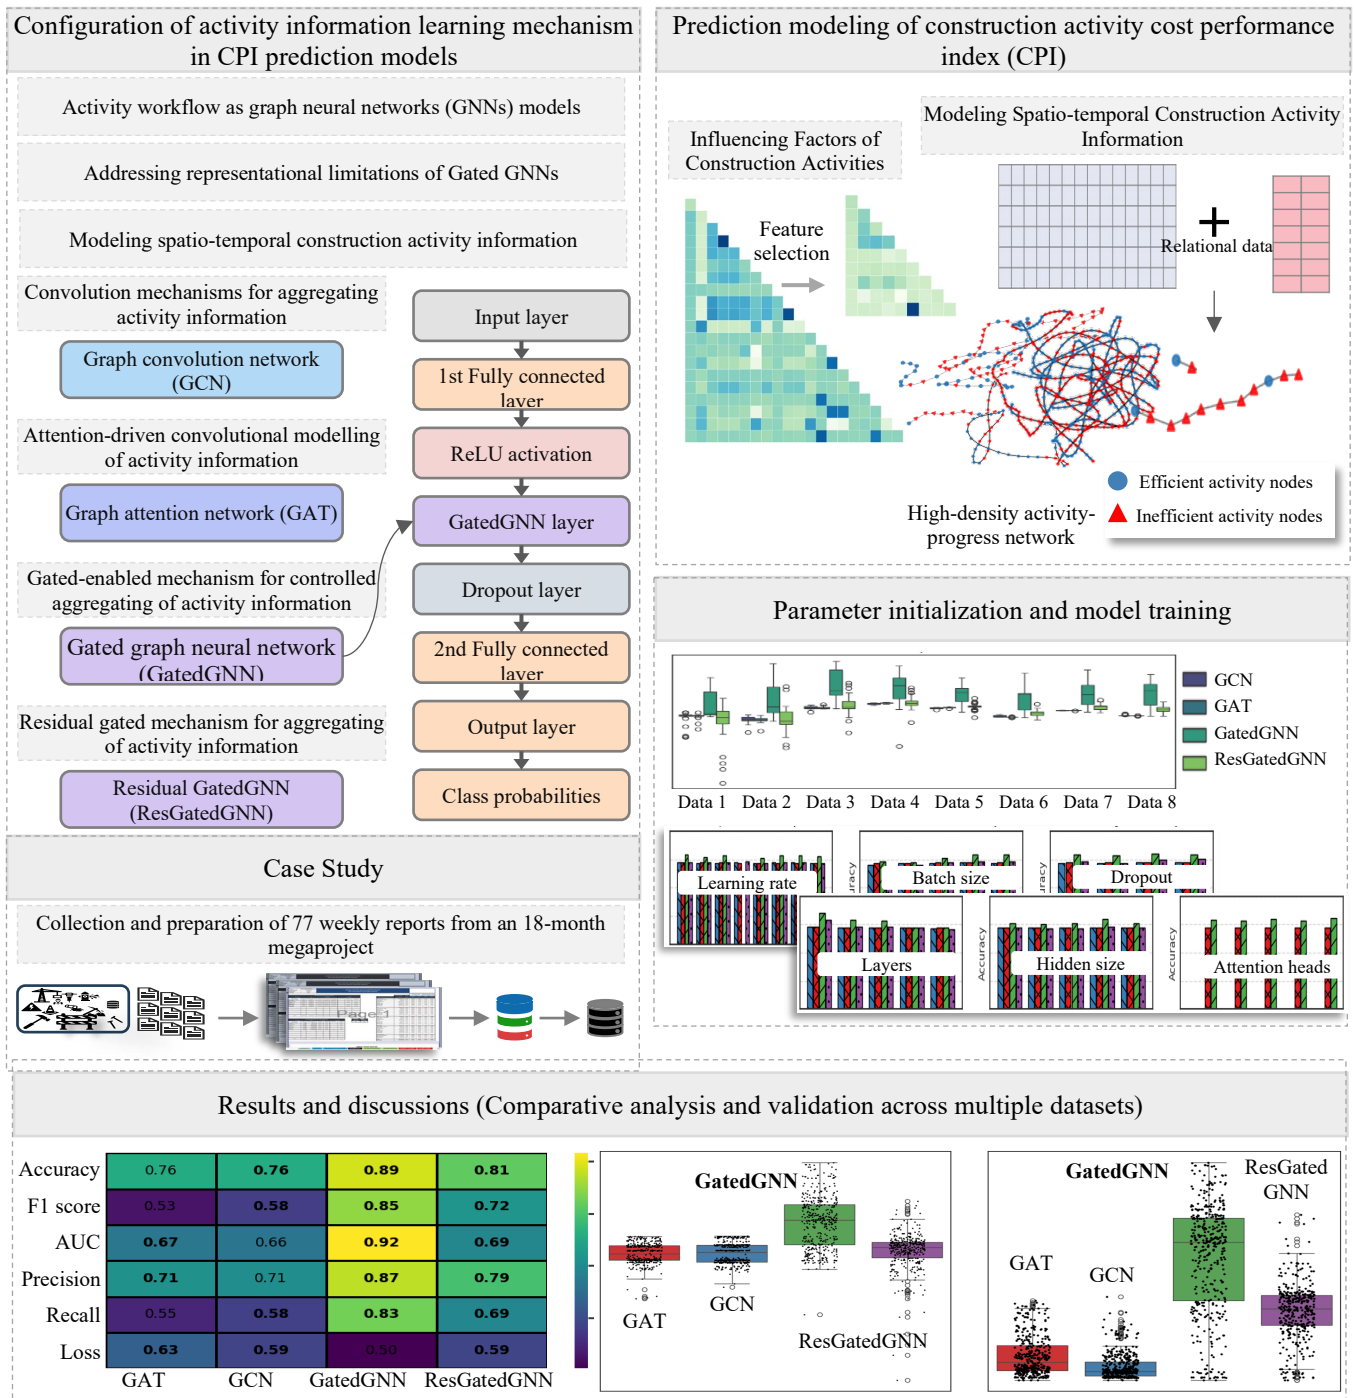 Configuration of activity information learning mechanism
in CPI prediction models
Activity workflow as graph neural networks (GNNs) models
Addressing representational limitations of Gated GNNs
Modeling spatio-temporal construction activity information
Convolution mechanisms for aggregating
activity information
Graph convolution network
(GCN)
Attention-driven convolutional modelling
of activity information
Graph attention network (GAT)
Gated-enabled mechanism for controlled
aggregating of activity information
Gated graph neural network
(GatedGNN)
Residual gated mechanism for aggregating
of activity information
Residual GatedGNN
(ResGatedGNN)
Input layer
1st Fully connected
layer
ReLU activation
GatedGNN layer
Dropout layer
2nd Fully connected
layer
Output layer
Class probabilities
Case Study
Collection and preparation of 77 weekly reports from an 18-month
megaproject
Page 1
Prediction modeling of construction activity cost performance
index (CPI)
Influencing Factors of
Construction Activities
Modeling Spatio-temporal Construction Activity
Information
Feature
selection
+
Relational data
High-density activity-
progress network
Efficient activity nodes
Inefficient activity nodes
Parameter initialization and model training
GCN
GAT
GatedGNN
ResGatedGNN
Data 1 Data 2 Data 3 Data 4 Data 5 Data 6 Data 7 Data 8
Learning rate
uracy
Batch size
Accuracy
Dropout
Layers
Accuracy
Hidden size
Accuracy
Attention heads
Results and discussions (Comparative analysis and validation across multiple datasets)
Accuracy 0.76 0.76 0.89 0.81
F1 score 0.53 0.58 0.85 0.72
AUC 0.67 0.66 0.92 0.69
Precision 0.71 0.71 0.87 0.79
Recall 0.55 0.58 0.83 0.69
Loss 0.63 0.59 0.50 0.59
GAT GCN GatedGNN ResGatedGNN
GatedGNN
GAT
GCN
ResGatedGNN
GatedGNN
ResGated
GNN
GAT
GCN